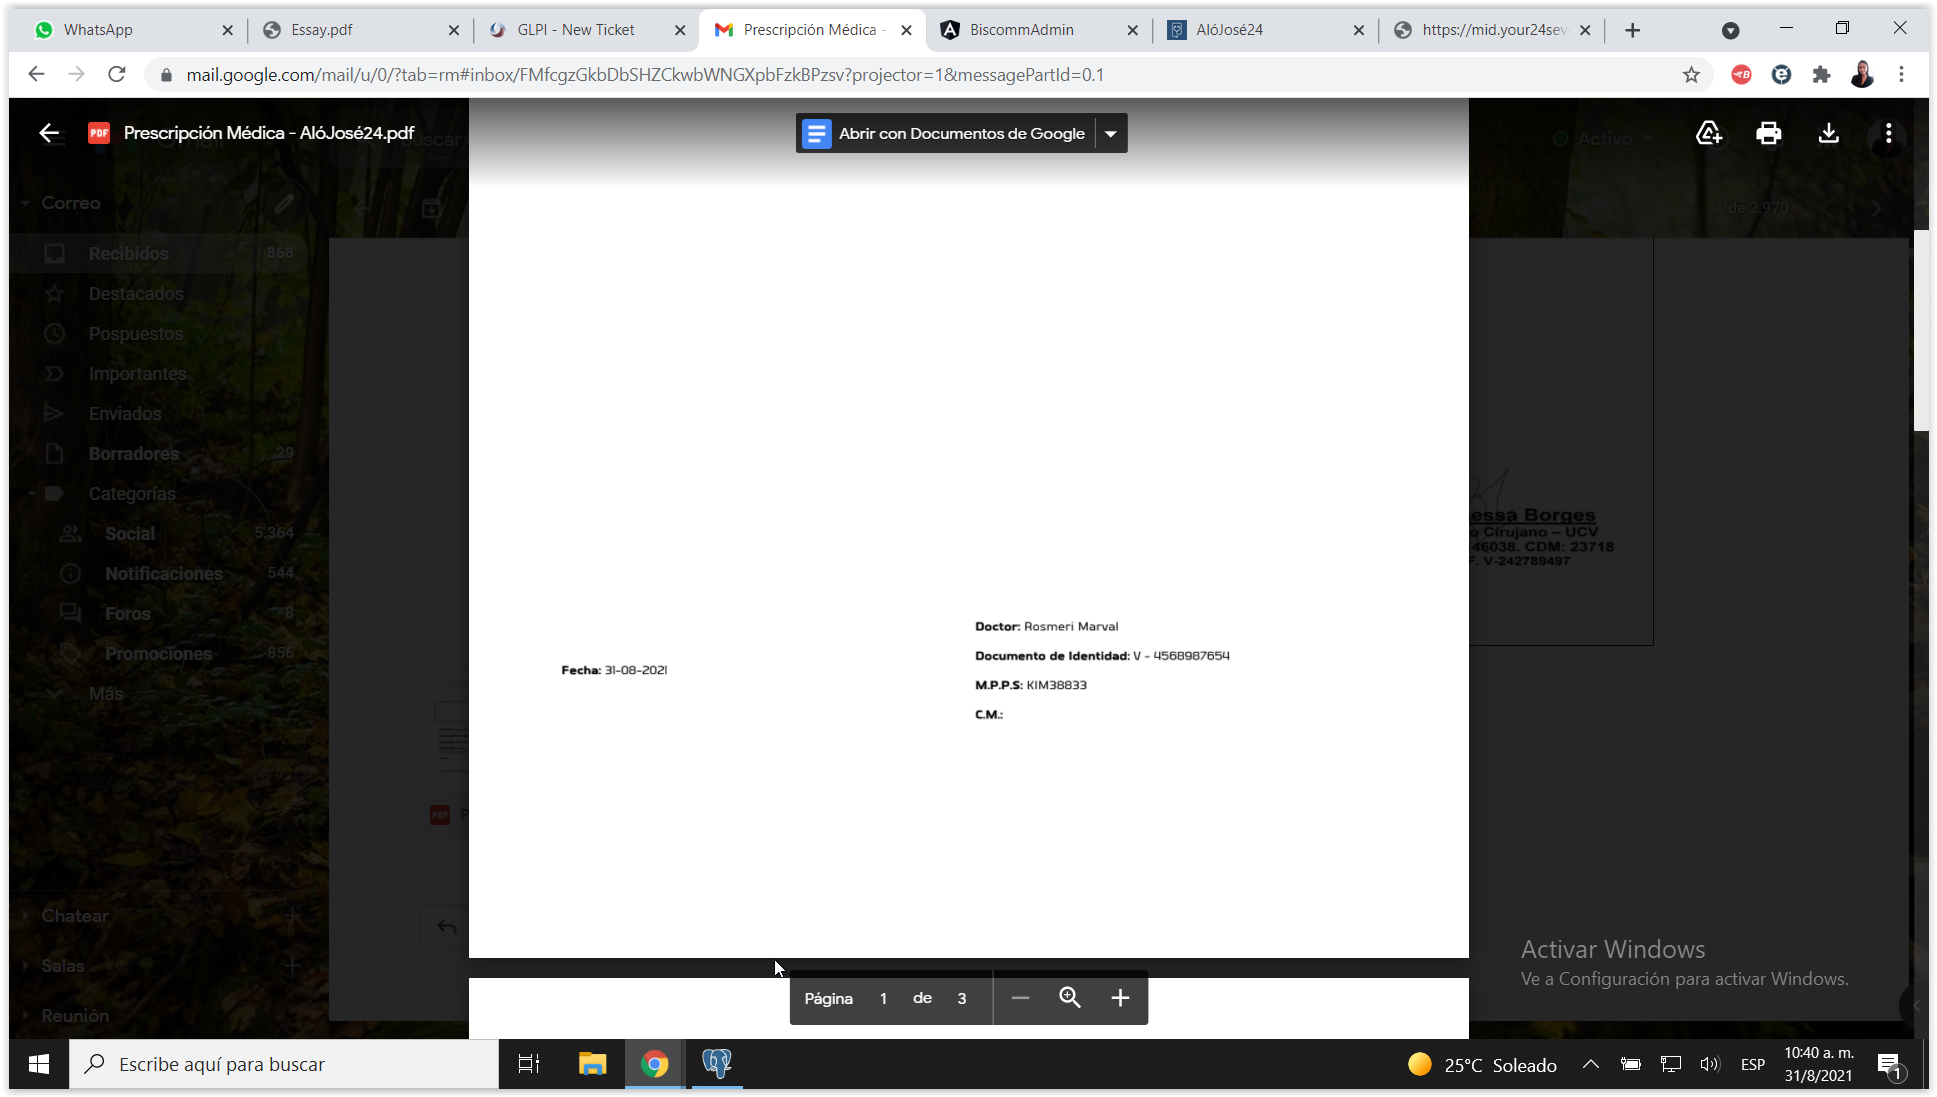 WhatsApp
Essay.pdf
GLPI - New Ticket
Prescripción Médica -
BiscommAdmin
AlóJosé24
https://mid.your24sev
mail.google.com/mail/u/0/?tab=rm#inbox/FMfcgzGkbDbSHZCkwbWNGXpbFzkBPzsv?projector=1&messagePartId=0.1
PDF Prescripción Médica - AlóJosé24.pdf
Abrir con Documentos de Google
Activo
Correo
1 de 2.970
Recibidos 868
Destacados
Pospuestos
Importantes
Enviados
Borradores 29
Categorías
Social 5.364
Notificaciones 544
Foros 8
Promociones 856
Más
essa Borges
o Cirujano – UCV
46038. CDM: 23718
F. V-242789497
Doctor: Rosmeri Marval
Documento de Identidad: V - 4568987654
Fecha: 31-08-2021
M.P.P.S: KIM38833
C.M.:
PDF P
Chatear
Salas
Reunión
Activar Windows
Ve a Configuración para activar Windows.
Página 1 de 3
Escribe aquí para buscar
25°C Soleado
ESP
10:40 a. m.
31/8/2021
1